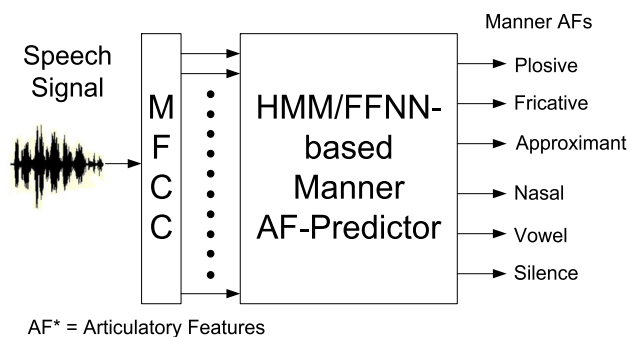 Speech
Signal
M
F
C
C
HMM/FFNN-
based
Manner
AF-Predictor
Manner AFs
Plosive
Fricative
Approximant
Nasal
Vowel
Silence
AF* = Articulatory Features